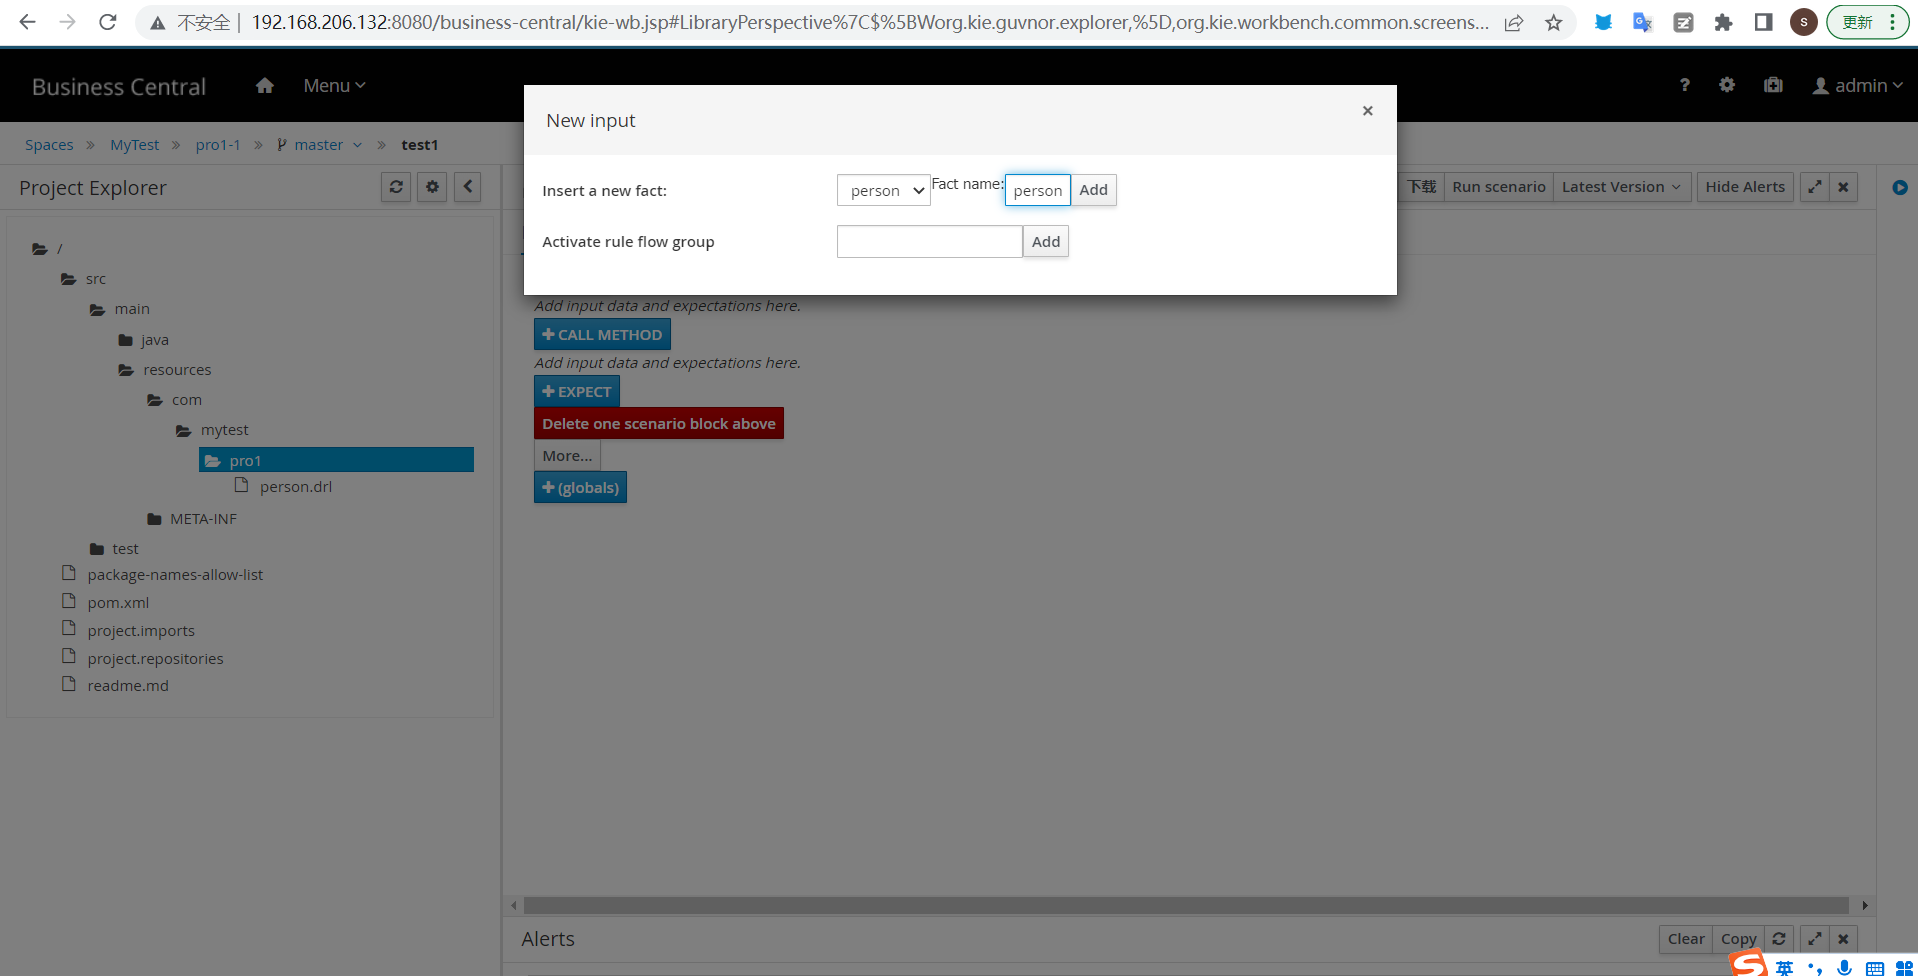 不安全 192.168.206.132:8080/business-central/kie-wb.jsp#LibraryPerspective%7C$%5BWorg.kie.guvnor.explorer,%5D,org.kie.workbench.common.screens... S 更新
Business Central Menu ? admin
Spaces » MyTest » pro1-1 » master » test1
New input ×
Project Explorer
Insert a new fact: person Fact name: person Add
下载 Run scenario Latest Version Hide Alerts
Activate rule flow group Add
/
src
main
java
resources
com
mytest
pro1
person.drl
META-INF
test
package-names-allow-list
pom.xml
project.imports
project.repositories
readme.md
Add input data and expectations here.
+ CALL METHOD
Add input data and expectations here.
+ EXPECT
Delete one scenario block above
More...
+ (globals)
Alerts Clear Copy
S 英